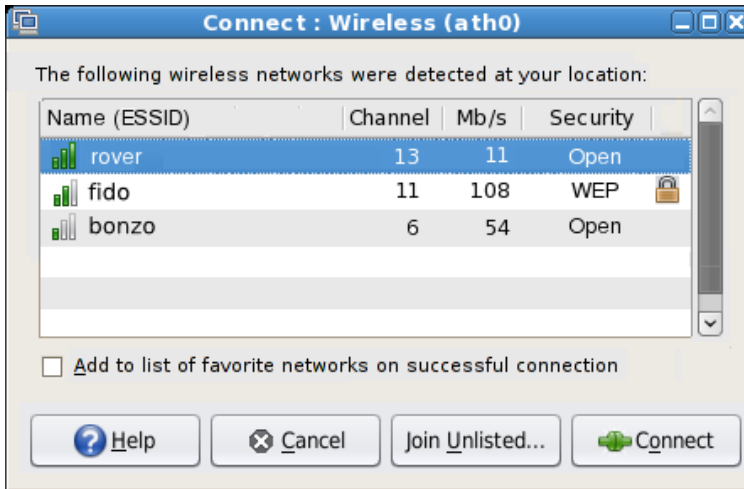 Connect : Wireless (ath0)
The following wireless networks were detected at your location:
Name (ESSID) Channel Mb/s Security
rover 13 11 Open
fido 11 108 WEP
bonzo 6 54 Open
Add to list of favorite networks on successful connection
Help Cancel Join Unlisted... Connect